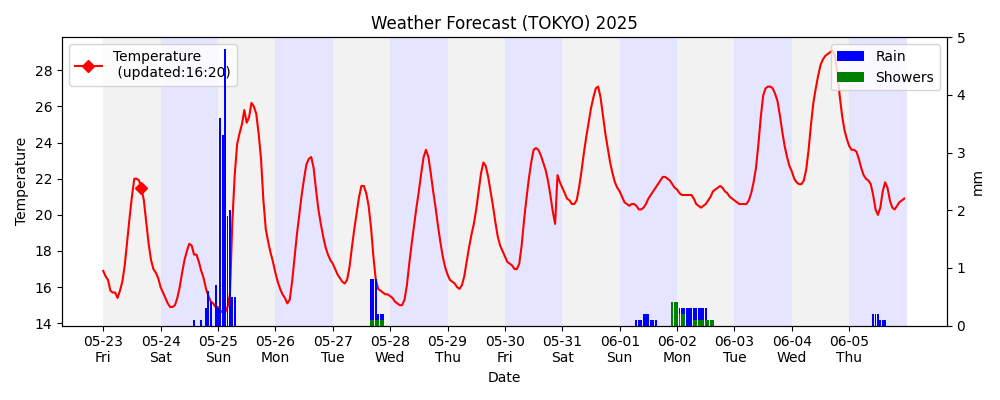 Weather Forecast (TOKYO) 2025
Temperature
(updated:16:20)
Rain
Showers
Temperature
28
26
24
22
20
18
16
14
5
4
3
2
1
0
mm
05-23 05-24 05-25 05-26 05-27 05-28 05-29 05-30 05-31 06-01 06-02 06-03 06-04 06-05
Fri Sat Sun Mon Tue Wed Thu Fri Sat Sun Mon Tue Wed Thu
Date